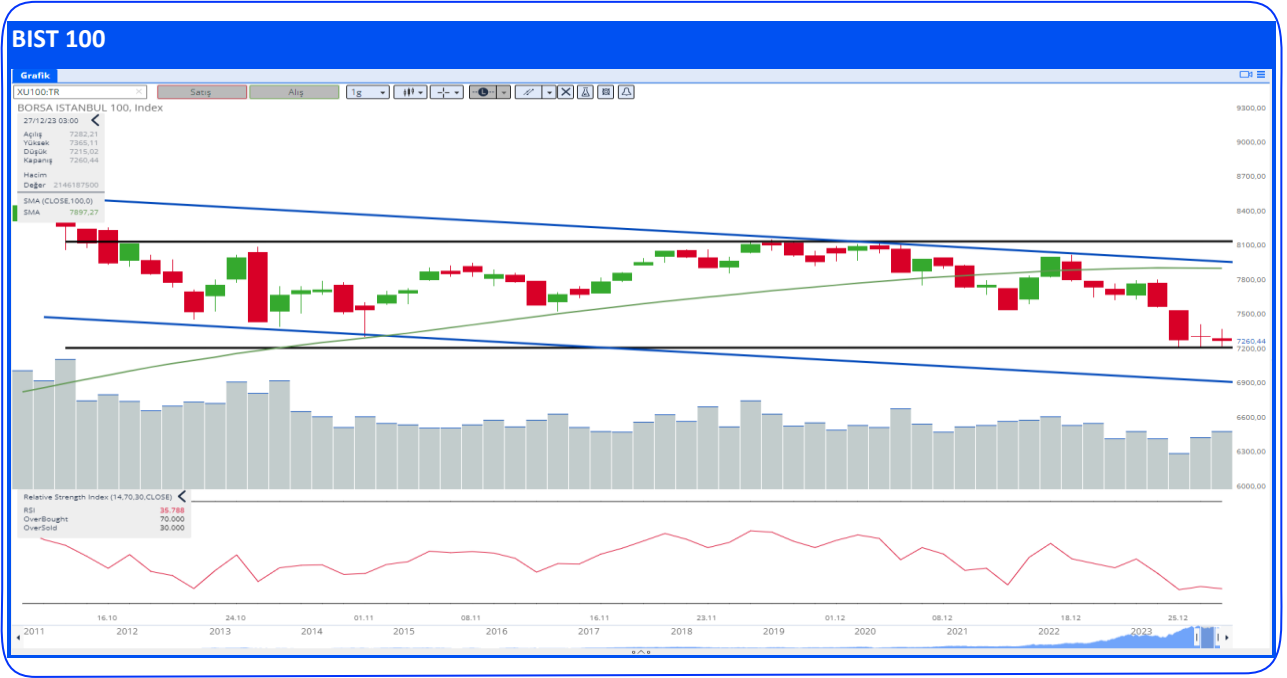 BIST 100
Grafik
XU100:TR
Satış
Alış
1g
L
BORSA ISTANBUL 100, Index
27/12/23 03:00
Açılış 7282,21
Yüksek 7365,11
Düşük 7215,02
Kapanış 7260,44
Hacim
Değer 2146187500
SMA (CLOSE,100,0)
SMA 7897,27
9300,00
9000,00
8700,00
8400,00
8100,00
7800,00
7500,00
7260,44
7200,00
6900,00
6600,00
6300,00
6000,00
Relative Strength Index (14,70,30,CLOSE)
RSI 35.788
OverBought 70.000
OverSold 30.000
16.10 24.10 01.11 08.11 16.11 23.11 01.12 08.12 18.12 25.12
2011 2012 2013 2014 2015 2016 2017 2018 2019 2020 2021 2022 2023